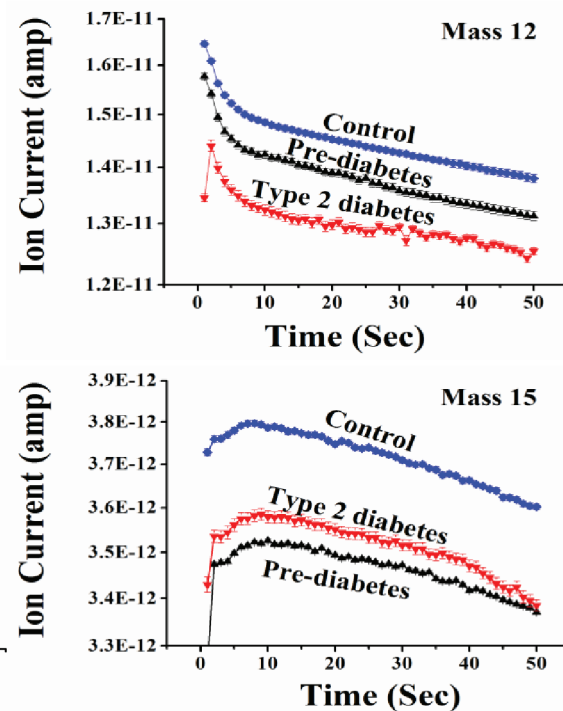 1.7E-11
Mass 12
1.6E-11
1.5E-11
Control
Pre-diabetes
1.4E-11
Type 2 diabetes
1.3E-11
1.2E-11
Ion Current (amp)
0 10 20 30 40 50
Time (Sec)
3.9E-12
Mass 15
3.8E-12
Control
3.7E-12
3.6E-12
Type 2 diabetes
3.5E-12
Pre-diabetes
3.4E-12
3.3E-12
Ion Current (amp)
0 10 20 30 40 50
Time (Sec)